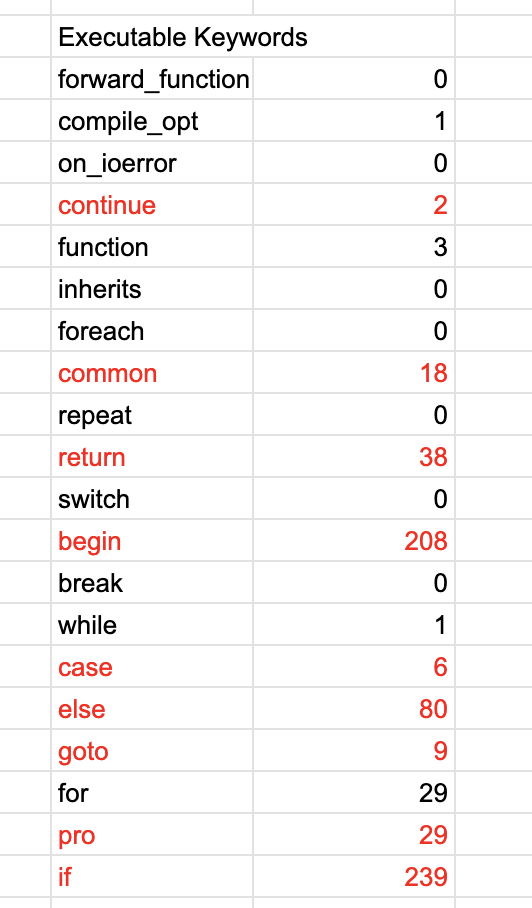 Executable Keywords
forward_function 0
compile_opt 1
on_ioerror 0
continue 2
function 3
inherits 0
foreach 0
common 18
repeat 0
return 38
switch 0
begin 208
break 0
while 1
case 6
else 80
goto 9
for 29
pro 29
if 239